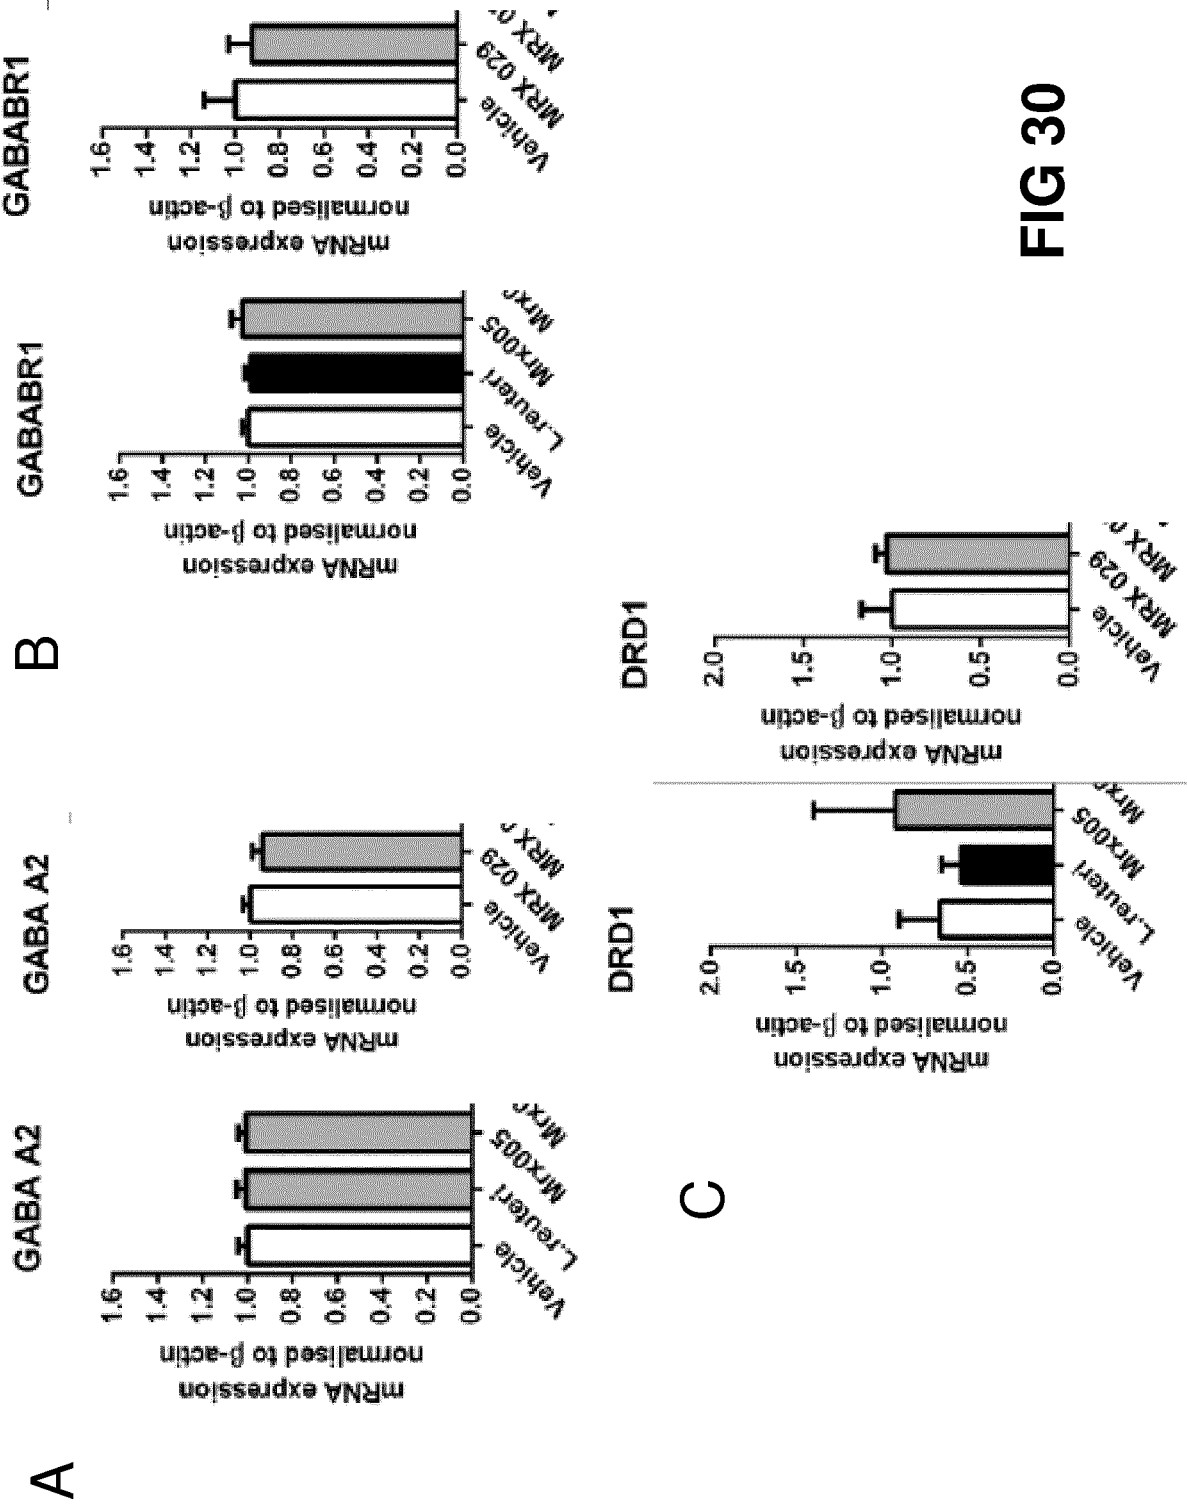 A
GABA A2
mRNA expression
normalised to β-actin
1.6
1.4
1.2
1.0
0.8
0.6
0.4
0.2
0.0
Vehicle
L.reuteri
Mrx005
GABA A2
mRNA expression
normalised to β-actin
1.6
1.4
1.2
1.0
0.8
0.6
0.4
0.2
0.0
Vehicle
MRX 029
MRX
B
GABABR1
mRNA expression
normalised to β-actin
1.6
1.4
1.2
1.0
0.8
0.6
0.4
0.2
0.0
Vehicle
L.reuteri
Mrx005
GABABR1
mRNA expression
normalised to β-actin
1.6
1.4
1.2
1.0
0.8
0.6
0.4
0.2
0.0
Vehicle
MRX 029
MRX
C
DRD1
mRNA expression
normalised to β-actin
2.0
1.5
1.0
0.5
0.0
Vehicle
L.reuteri
Mrx005
DRD1
mRNA expression
normalised to β-actin
2.0
1.5
1.0
0.5
0.0
Vehicle
MRX 029
MRX
FIG 30